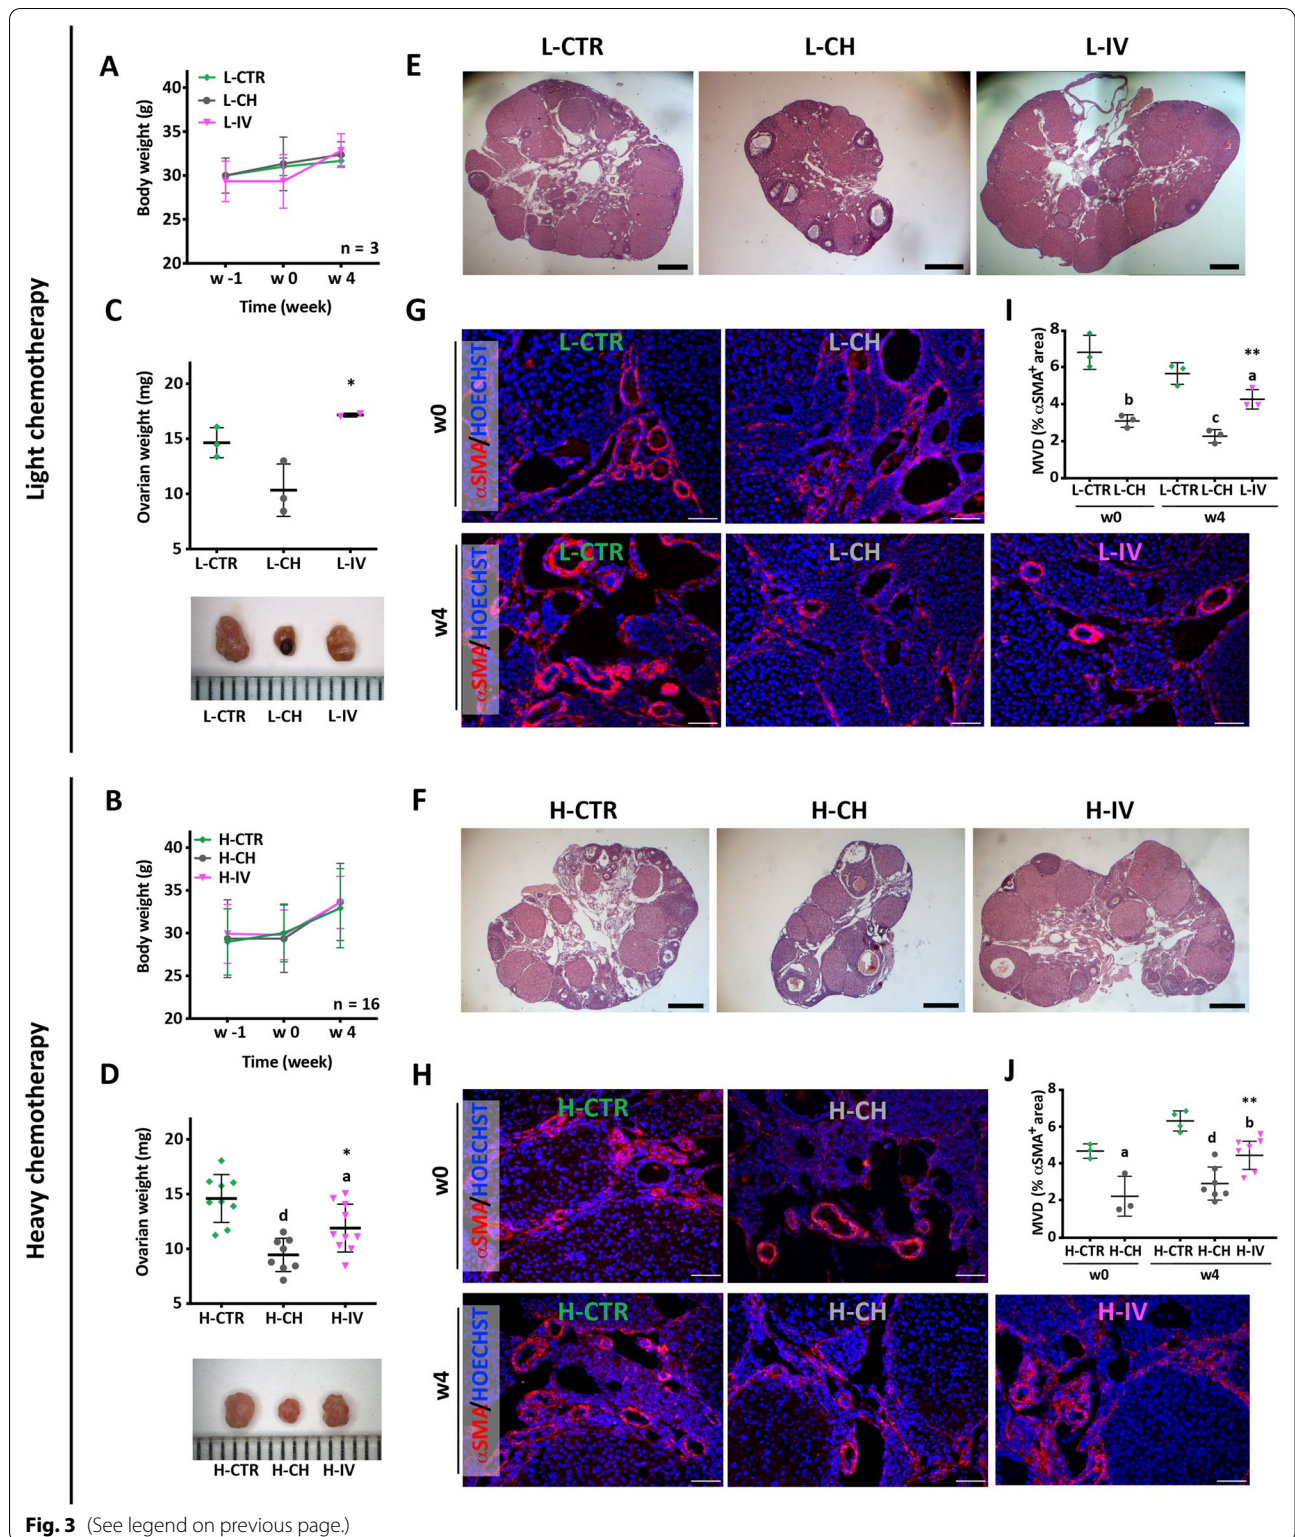 Light chemotherapy
A
L-CTR
L-CH
L-IV
Body weight (g)
40
35
30
25
20
n = 3
w -1 w 0 w 4
Time (week)
E
L-CTR L-CH L-IV
C
Ovarian weight (mg)
20
15
10
5
*
L-CTR L-CH L-IV
L-CTR L-CH L-IV
G
w0
αSMA/HOECHST
L-CTR
L-CH
w4
αSMA/HOECHST
L-CTR
L-CH
L-IV
I
MVD (% αSMA+ area)
8
6
4
2
0
b
c
**
a
L-CTR L-CH L-CTR L-CH L-IV
w0 w4
Heavy chemotherapy
B
H-CTR
H-CH
H-IV
Body weight (g)
40
35
30
25
20
n = 16
w -1 w 0 w 4
Time (week)
F
H-CTR H-CH H-IV
D
Ovarian weight (mg)
20
15
10
5
d
*
a
H-CTR H-CH H-IV
H-CTR H-CH H-IV
H
w0
αSMA/HOECHST
H-CTR
H-CH
w4
αSMA/HOECHST
H-CTR
H-CH
H-IV
J
MVD (% αSMA+ area)
8
6
4
2
0
a
d
**
b
H-CTR H-CH H-CTR H-CH H-IV
w0 w4
Fig. 3 (See legend on previous page.)